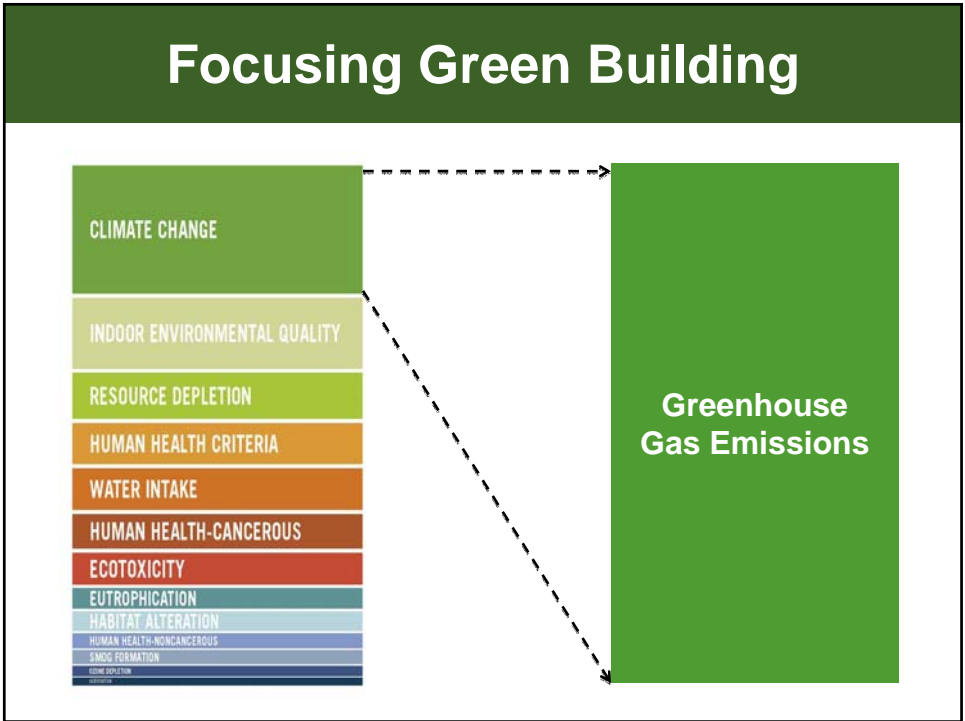 Focusing Green Building
CLIMATE CHANGE
INDOOR ENVIRONMENTAL QUALITY
RESOURCE DEPLETION
HUMAN HEALTH CRITERIA
WATER INTAKE
HUMAN HEALTH-CANCEROUS
ECOTOXICITY
EUTROPHICATION
HABITAT ALTERATION
HUMAN HEALTH-NONCANCEROUS
SMOG FORMATION
OZONE DEPLETION
Greenhouse
Gas Emissions